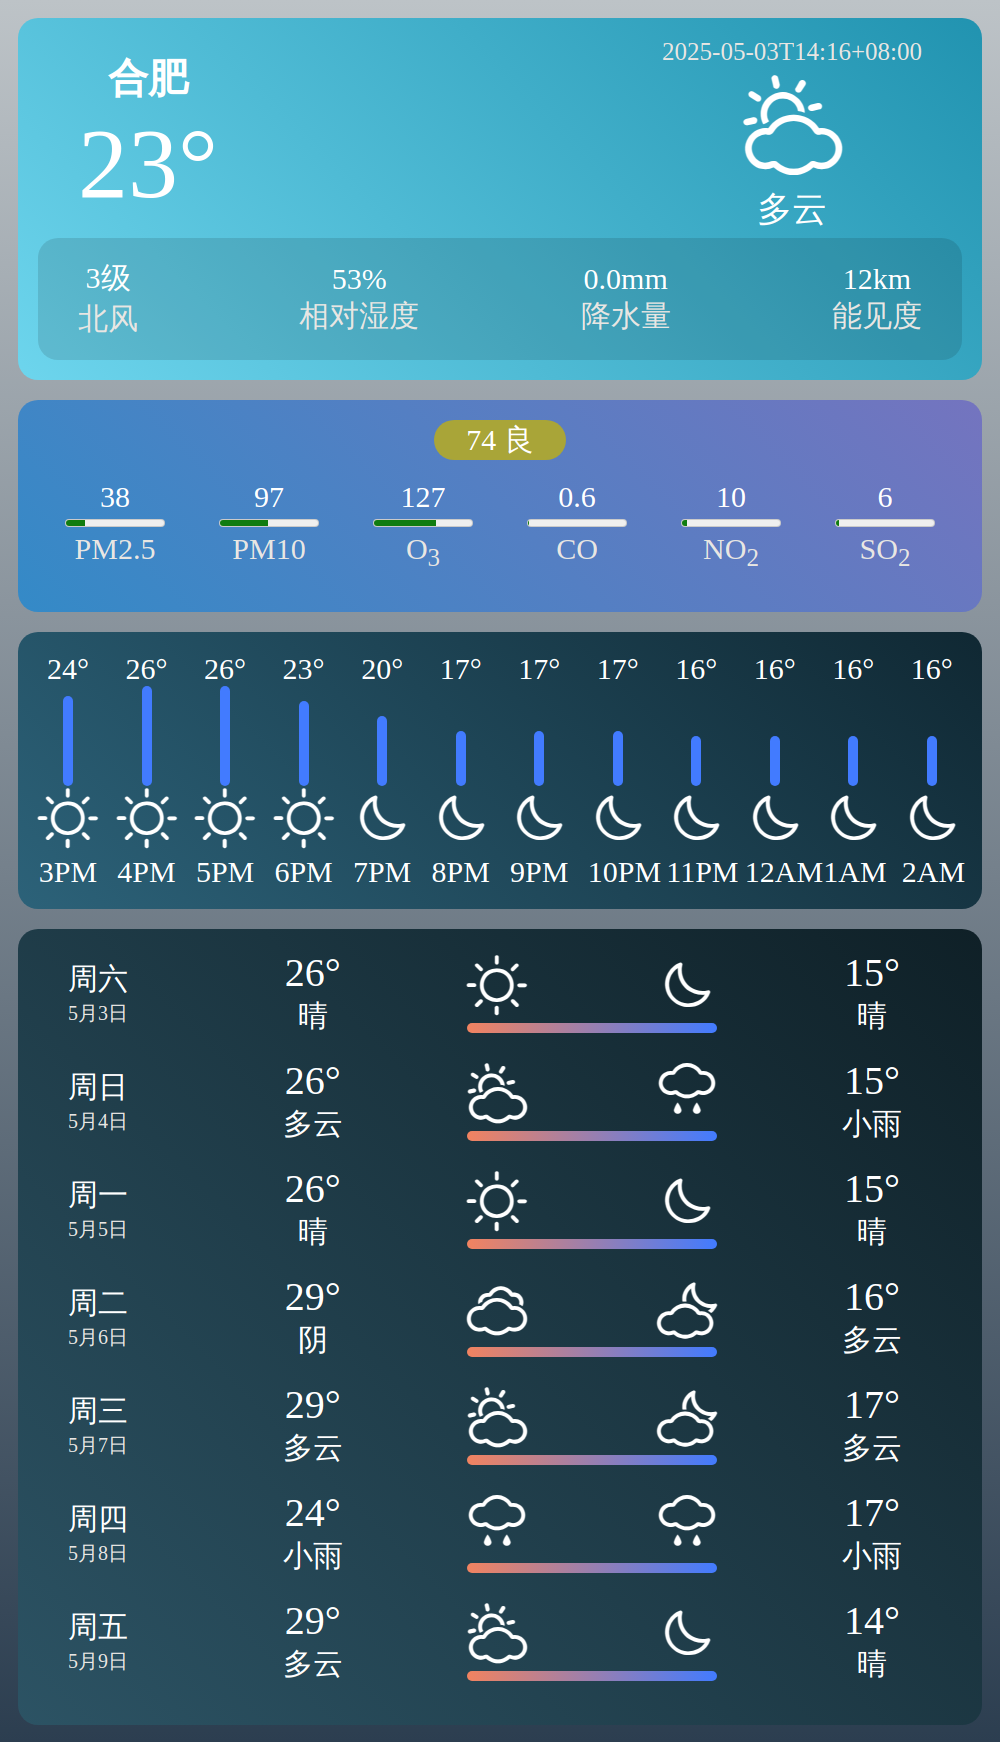 合肥
23°
2025-05-03T14:16+08:00
多云
3级 53% 0.0mm 12km
北风 相对湿度 降水量 能见度
74 良
38 97 127 0.6 10 6
PM2.5 PM10 O3 CO NO2 SO2
24° 26° 26° 23° 20° 17° 17° 17° 16° 16° 16° 16°
3PM 4PM 5PM 6PM 7PM 8PM 9PM 10PM 11PM 12AM 1AM 2AM
周六 26° 15°
5月3日 晴 晴
周日 26° 15°
5月4日 多云 小雨
周一 26° 15°
5月5日 晴 晴
周二 29° 16°
5月6日 阴 多云
周三 29° 17°
5月7日 多云 多云
周四 24° 17°
5月8日 小雨 小雨
周五 29° 14°
5月9日 多云 晴